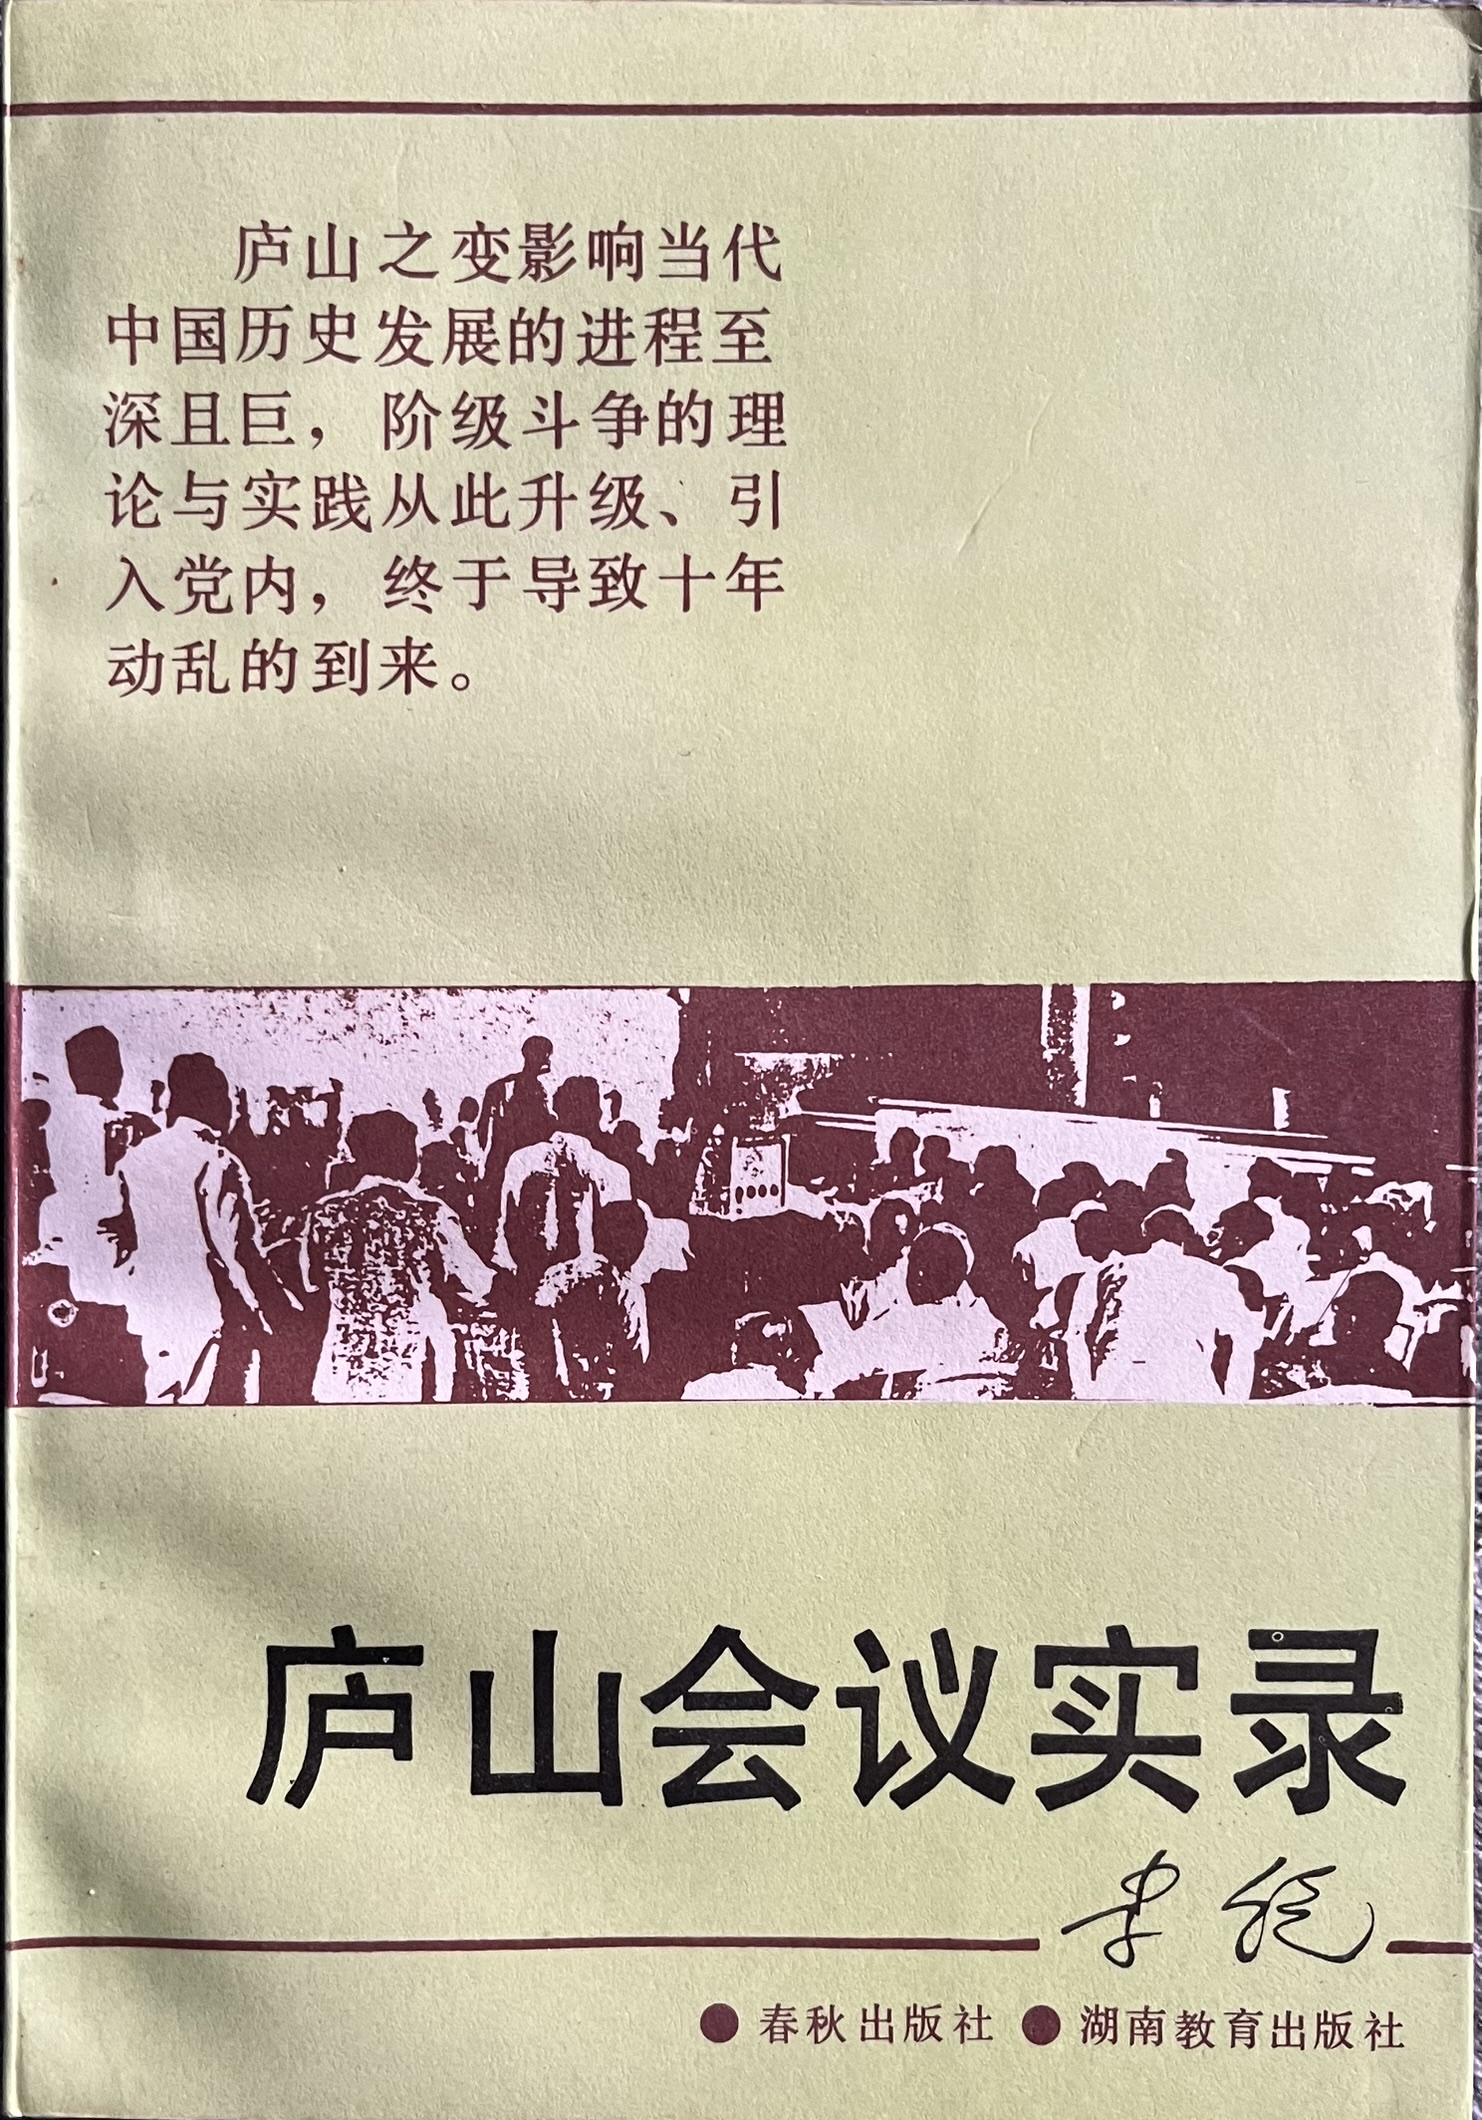 庐山之变影响当代
中国历史发展的进程至
深且巨，阶级斗争的理
论与实践从此升级、引
入党内，终于导致十年
动乱的到来。
庐山会议实录
李锐
●春秋出版社 ●湖南教育出版社